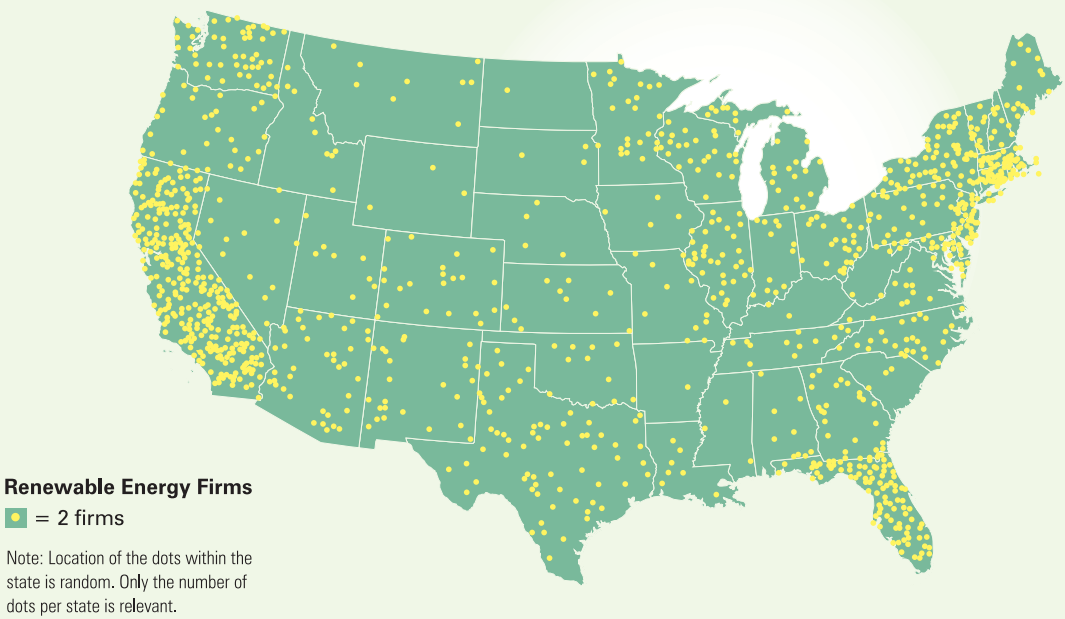 Renewable Energy Firms
= 2 firms
Note: Location of the dots within the
state is random. Only the number of
dots per state is relevant.